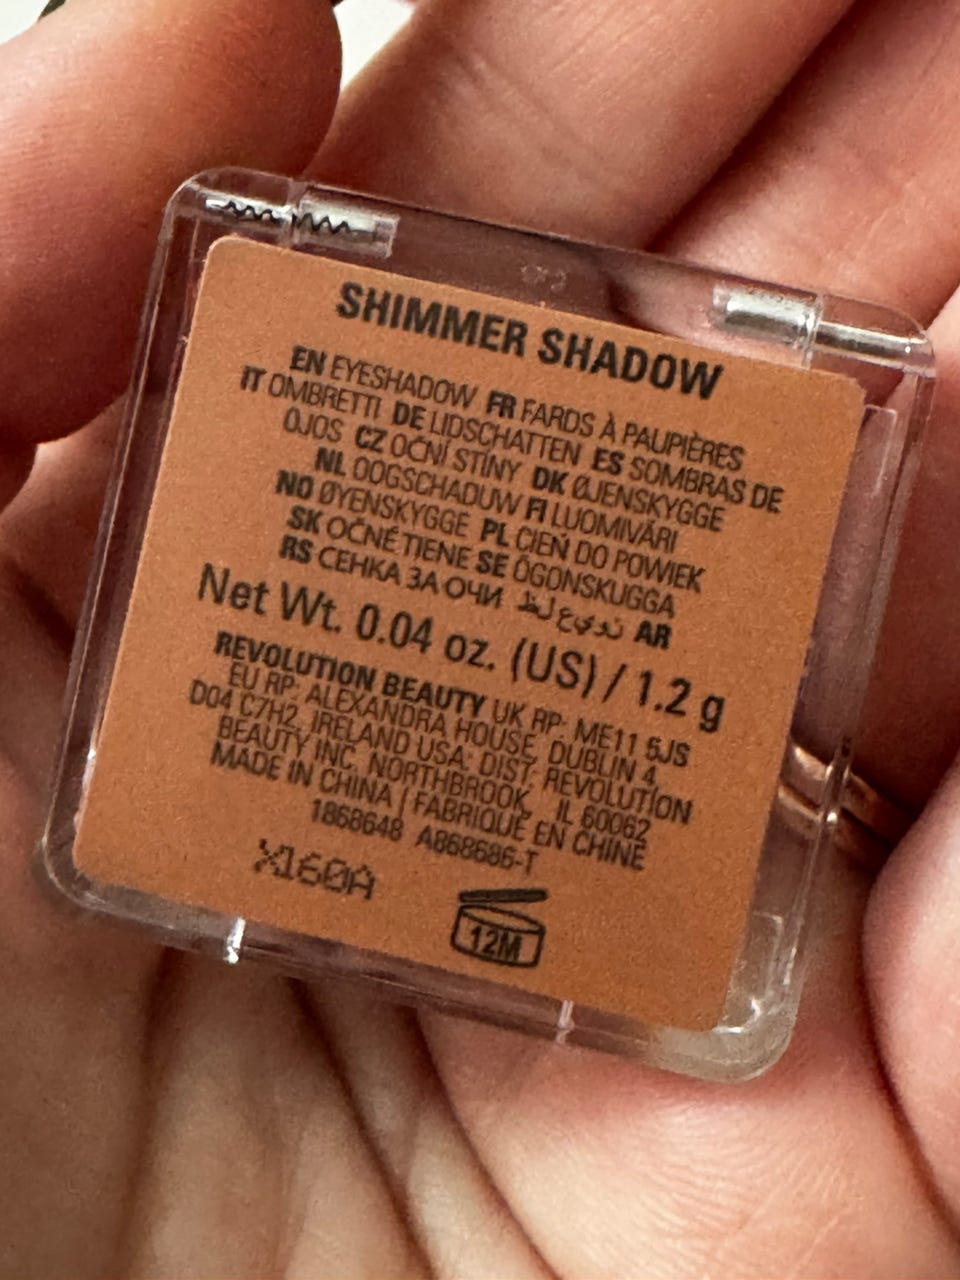 SHIMMER SHADOW
EN EYESHADOW FR FARDS À PAUPIÈRES
IT OMBRETTI DE LIDSCHATTEN ES SOMBRAS DE
OJOS CZ OČNÍ STÍNY DK ØJENSKYGGE
NL OOGSCHADUW FI LUOMIVÄRI
NO ØYENSKYGGE PL CIEŃ DO POWIEK
SK OČNÉ TIENE SE ÖGONSKUGGA
RS СЕНКА ЗА ОЧИ AR
Net Wt. 0.04 oz. (US) / 1.2 g
REVOLUTION BEAUTY UK RP: ME11 5JS
EU RP: ALEXANDRA HOUSE, DUBLIN 4,
D04 C7H2, IRELAND USA: DIST: REVOLUTION
BEAUTY INC, NORTHBROOK, IL 60062
MADE IN CHINA | FABRIQUÉ EN CHINE
1868648 A868686-T
X160A
12M